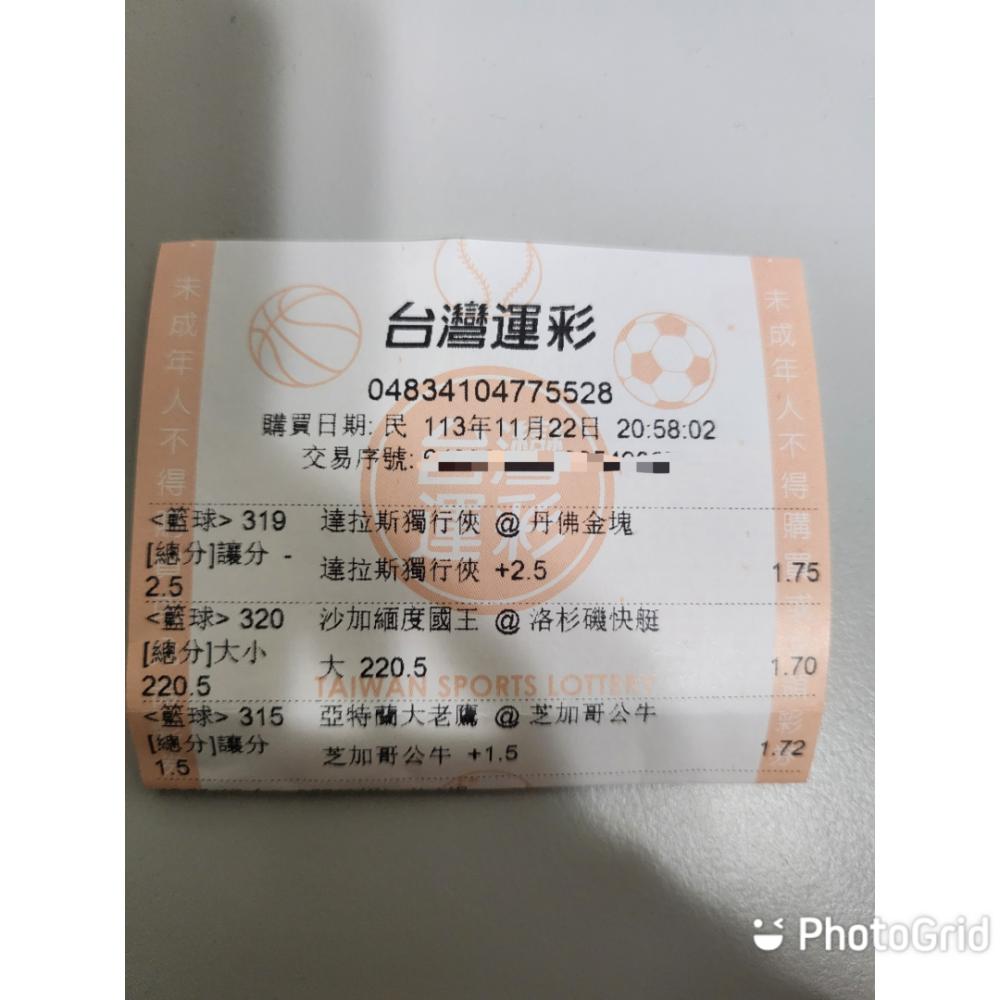 台灣運彩
04834104775528
購買日期: 民 113年11月22日 20:58:02
交易序號:
<籃球> 319 達拉斯獨行俠 @ 丹佛金塊
[總分]讓分 -2.5 達拉斯獨行俠 +2.5 1.75
<籃球> 320 沙加緬度國王 @ 洛杉磯快艇
[總分]大小 220.5 大 220.5 1.70
TAIWAN SPORTS LOTTERY
<籃球> 315 亞特蘭大老鷹 @ 芝加哥公牛
[總分]讓分 1.5 芝加哥公牛 +1.5 1.72
未成年人不得
未成年人不得購
台灣運彩
PhotoGrid